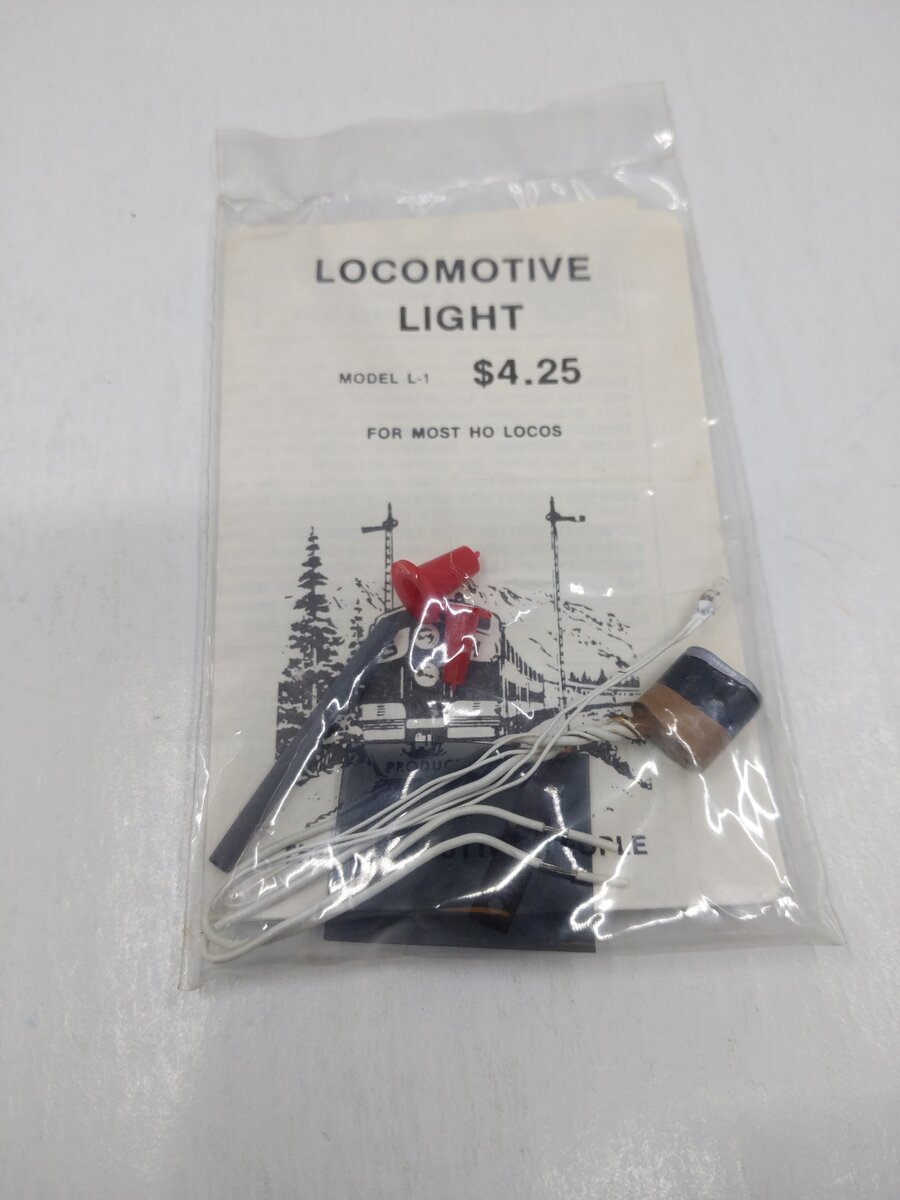 LOCOMOTIVE
LIGHT
MODEL L-1 $4.25
FOR MOST HO LOCOS